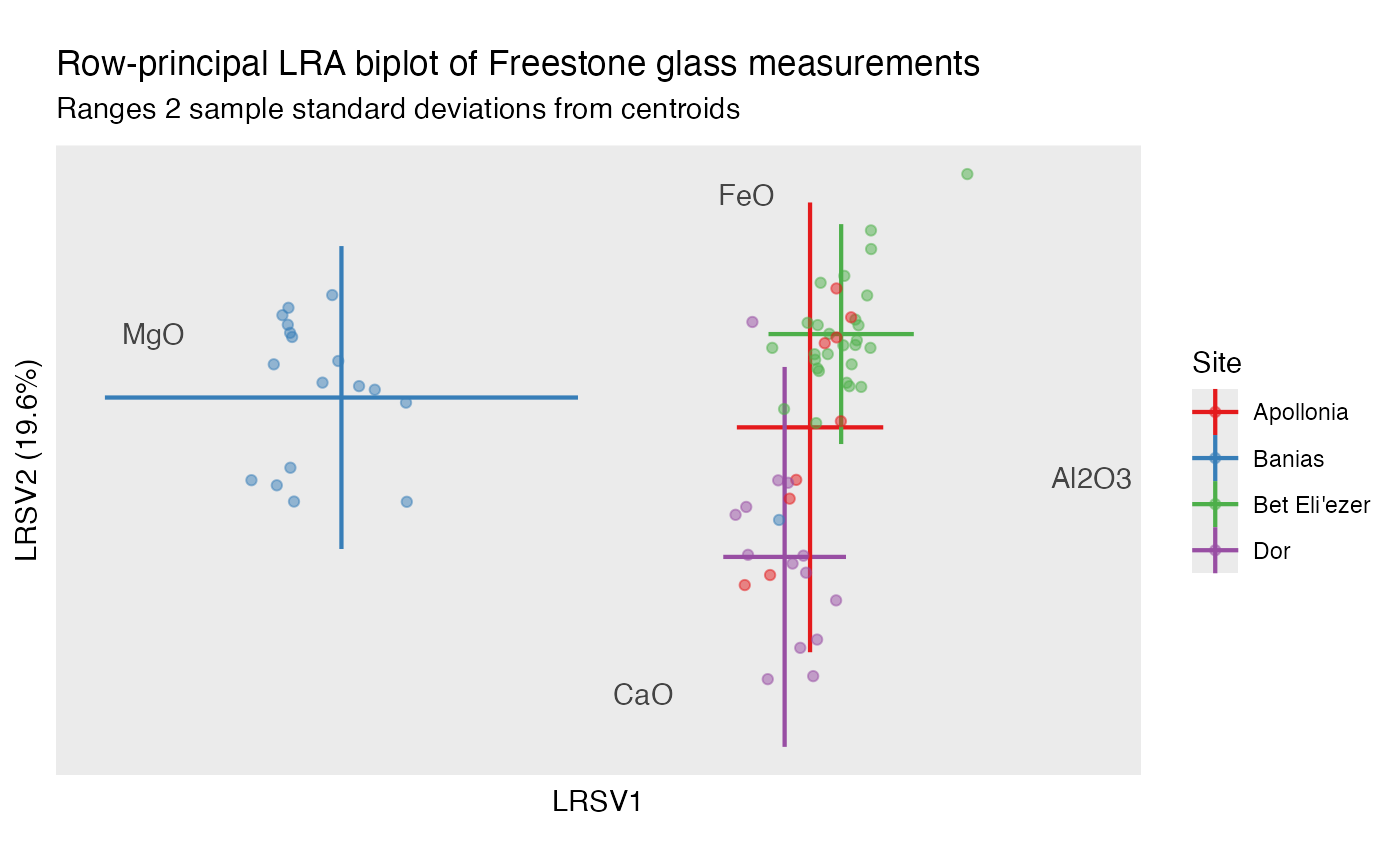 Row-principal LRA biplot of Freestone glass measurements
Ranges 2 sample standard deviations from centroids
FeO
MgO
Al2O3
CaO
LRSV2 (19.6%)
LRSV1
Site
Apollonia
Banias
Bet Eli'ezer
Dor